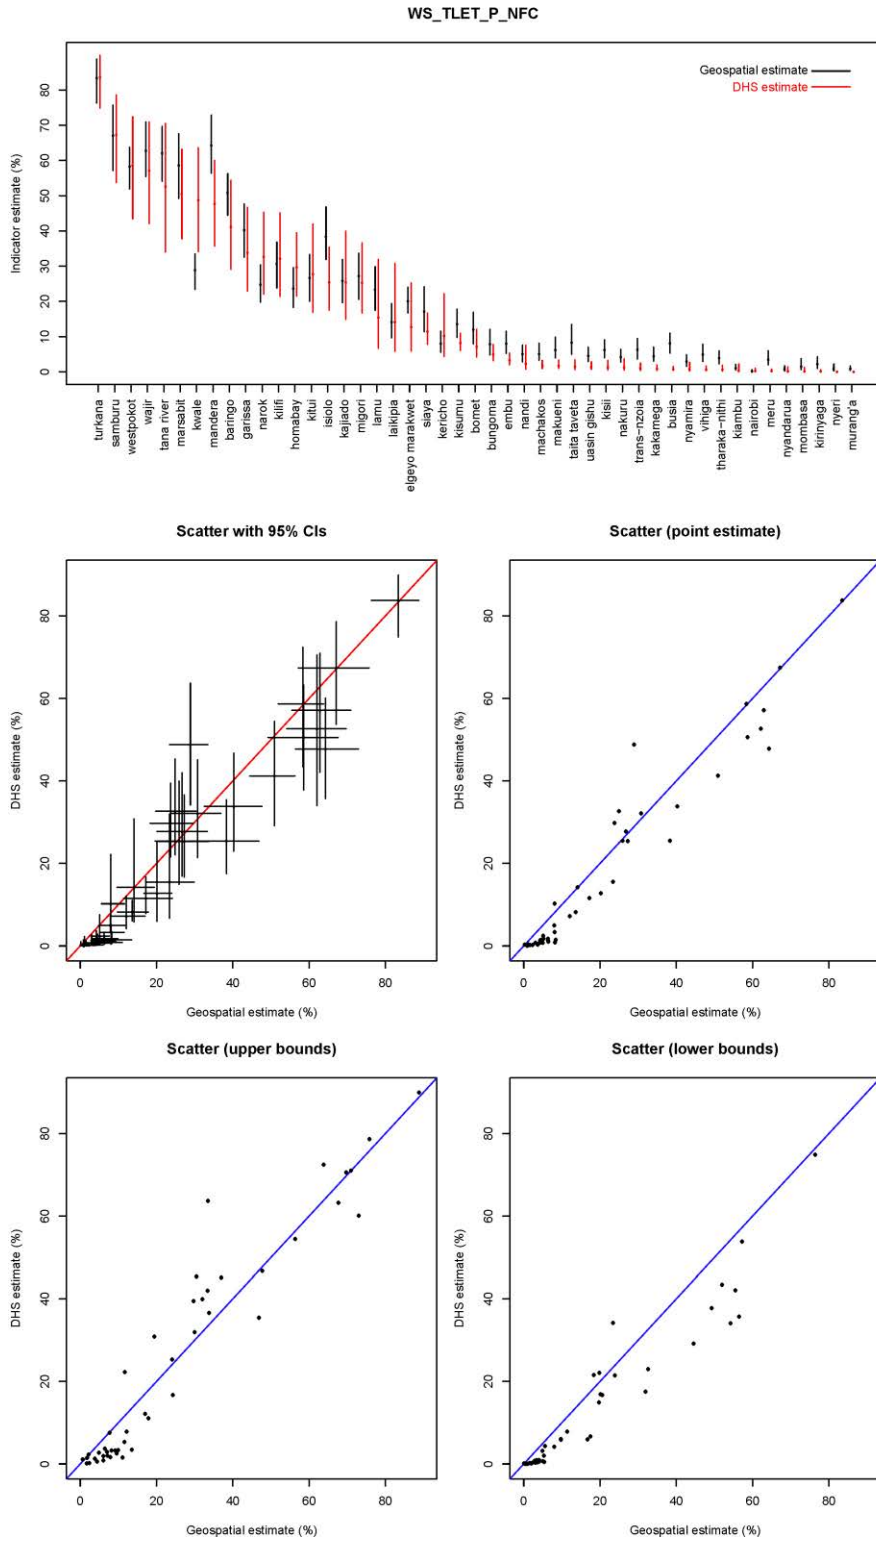 WS_TLET_P_NFC
Geospatial estimate
DHS estimate
Indicator estimate (%)
80
70
60
50
40
30
20
10
0
turkana
samburu
westpokot
wajir
tana river
marsabit
kwale
mandera
baringo
garissa
narok
kilifi
homabay
kitui
isiolo
kajiado
migori
lamu
laikipia
elgeyo marakwet
siaya
kericho
kisumu
bomet
bungoma
embu
nandi
machakos
makueni
taita taveta
uasin gishu
kisii
nakuru
trans-nzoia
kakamega
busia
nyamira
vihiga
tharaka-nithi
kiambu
nairobi
meru
nyandarua
mombasa
kirinyaga
nyeri
murang'a
Scatter with 95% CIs
DHS estimate (%)
80
60
40
20
0
0 20 40 60 80
Geospatial estimate (%)
Scatter (point estimate)
DHS estimate (%)
80
60
40
20
0
0 20 40 60 80
Geospatial estimate (%)
Scatter (upper bounds)
DHS estimate (%)
80
60
40
20
0
0 20 40 60 80
Geospatial estimate (%)
Scatter (lower bounds)
DHS estimate (%)
80
60
40
20
0
0 20 40 60 80
Geospatial estimate (%)